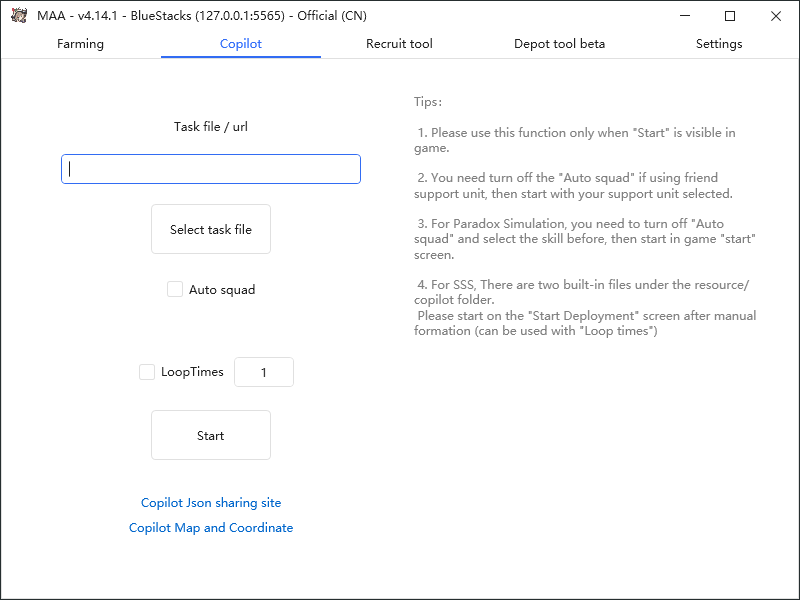 MAA - v4.14.1 - BlueStacks (127.0.0.1:5565) - Official (CN)
Farming
Copilot
Recruit tool
Depot tool beta
Settings
Task file / url
Select task file
Auto squad
LoopTimes
1
Start
Copilot Json sharing site
Copilot Map and Coordinate
Tips:
1. Please use this function only when "Start" is visible in
game.
2. You need turn off the "Auto squad" if using friend
support unit, then start with your support unit selected.
3. For Paradox Simulation, you need to turn off "Auto
squad" and select the skill before, then start in game "start"
screen.
4. For SSS, There are two built-in files under the resource/
copilot folder.
Please start on the "Start Deployment" screen after manual
formation (can be used with "Loop times")